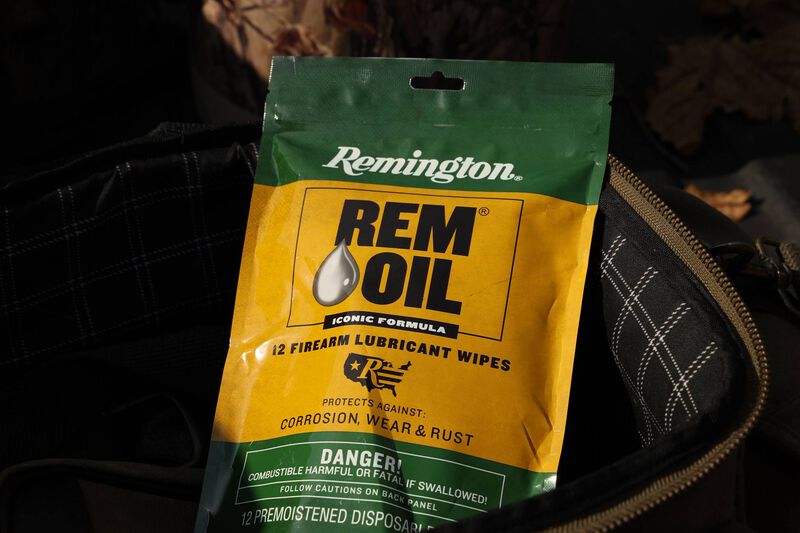 Remington®
REM®
OIL
ICONIC FORMULA
12 FIREARM LUBRICANT WIPES
R
PROTECTS AGAINST:
CORROSION, WEAR & RUST
DANGER!
COMBUSTIBLE HARMFUL OR FATAL IF SWALLOWED!
FOLLOW CAUTIONS ON BACK PANEL
12 PREMOISTENED